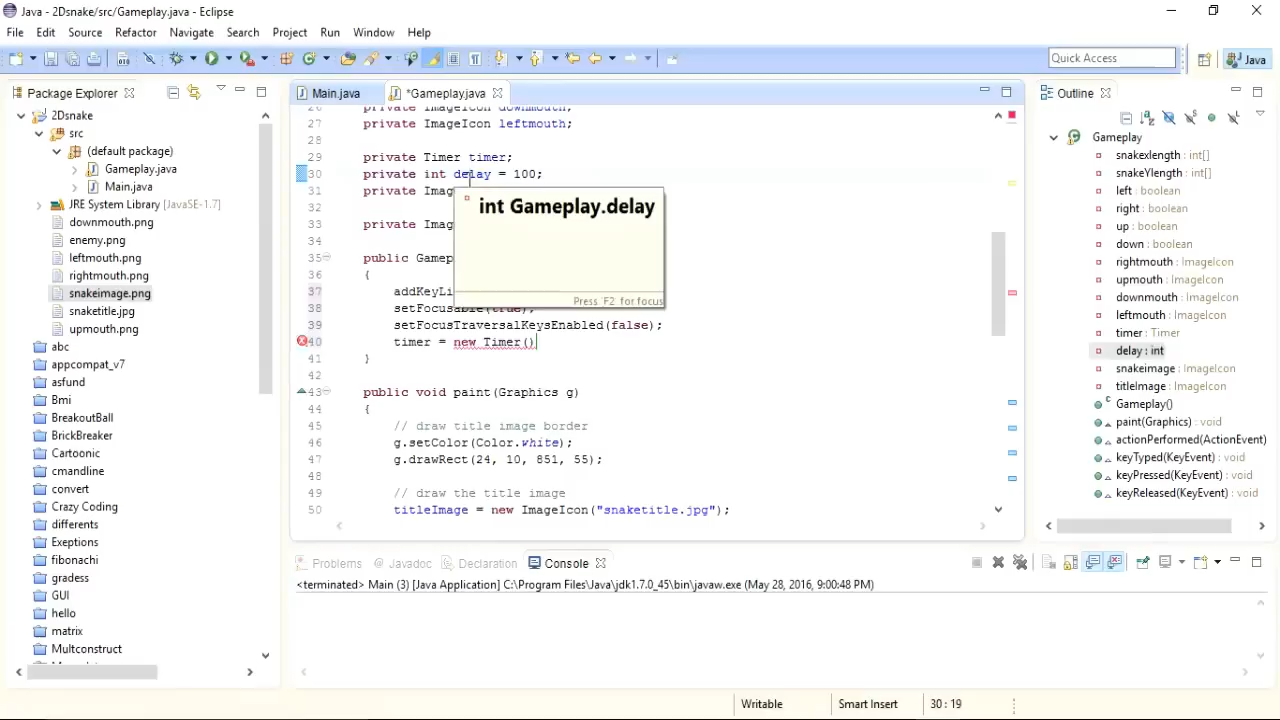 Java - 2Dsnake/src/Gameplay.java - Eclipse
File Edit Source Refactor Navigate Search Project Run Window Help
Quick Access
Java
Package Explorer
2Dsnake
src
(default package)
Gameplay.java
Main.java
JRE System Library [JavaSE-1.7]
downmouth.png
enemy.png
leftmouth.png
rightmouth.png
snakeimage.png
snaketitle.jpg
upmouth.png
abc
appcompat_v7
asfund
Bmi
BreakoutBall
BrickBreaker
Cartoonic
cmandline
convert
Crazy Coding
differents
Exeptions
fibonachi
gradess
GUI
hello
matrix
Multconstruct
Main.java *Gameplay.java
26 private ImageIcon downmouth;
27 private ImageIcon leftmouth;
28
29 private Timer timer;
30 private int delay = 100;
31 private Imag
32
33 private Imag
34
35 public Gamep
36 {
37 addKeyLi
38 setFocusable(true);
39 setFocusTraversalKeysEnabled(false);
40 timer = new Timer()
41 }
42
43 public void paint(Graphics g)
44 {
45 // draw title image border
46 g.setColor(Color.white);
47 g.drawRect(24, 10, 851, 55);
48
49 // draw the title image
50 titleImage = new ImageIcon("snaketitle.jpg");
int Gameplay.delay
Press 'F2' for focus
Outline
Gameplay
snakexlength : int[]
snakeYlength : int[]
left : boolean
right : boolean
up : boolean
down : boolean
rightmouth : ImageIcon
upmouth : ImageIcon
downmouth : ImageIcon
leftmouth : ImageIcon
timer : Timer
delay : int
snakeimage : ImageIcon
titleImage : ImageIcon
Gameplay()
paint(Graphics) : void
actionPerformed(ActionEvent)
keyTyped(KeyEvent) : void
keyPressed(KeyEvent) : void
keyReleased(KeyEvent) : void
Problems @ Javadoc Declaration Console
<terminated> Main (3) [Java Application] C:\Program Files\Java\jdk1.7.0_45\bin\javaw.exe (May 28, 2016, 9:00:48 PM)
Writable Smart Insert 30 : 19